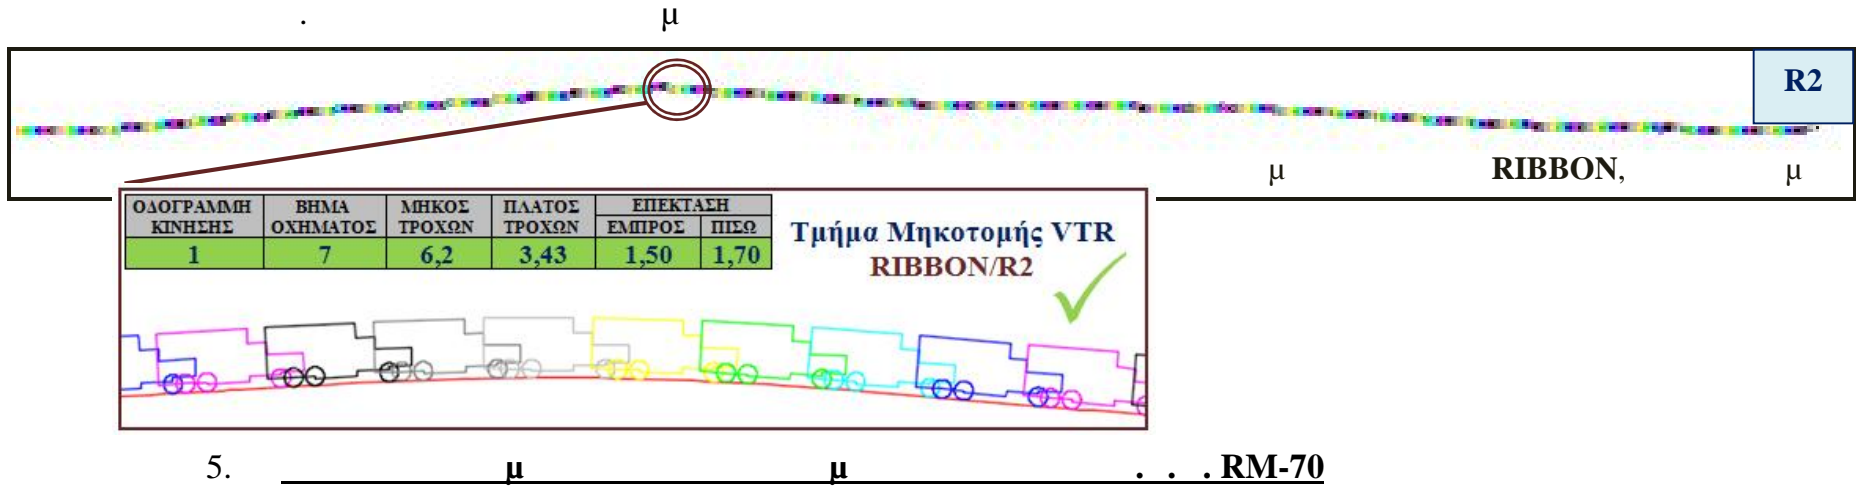 . μ
R2
μ RIBBON, μ
ΟΔΟΓΡΑΜΜΗ ΚΙΝΗΣΗΣ ΒΗΜΑ ΟΧΗΜΑΤΟΣ ΜΗΚΟΣ ΤΡΟΧΩΝ ΠΛΑΤΟΣ ΤΡΟΧΩΝ ΕΠΕΚΤΑΣΗ
ΕΜΠΡΟΣ ΠΙΣΩ
1 7 6,2 3,43 1,50 1,70
Τμήμα Μηκοτομής VTR
RIBBON/R2
5. μ μ . . . RM-70